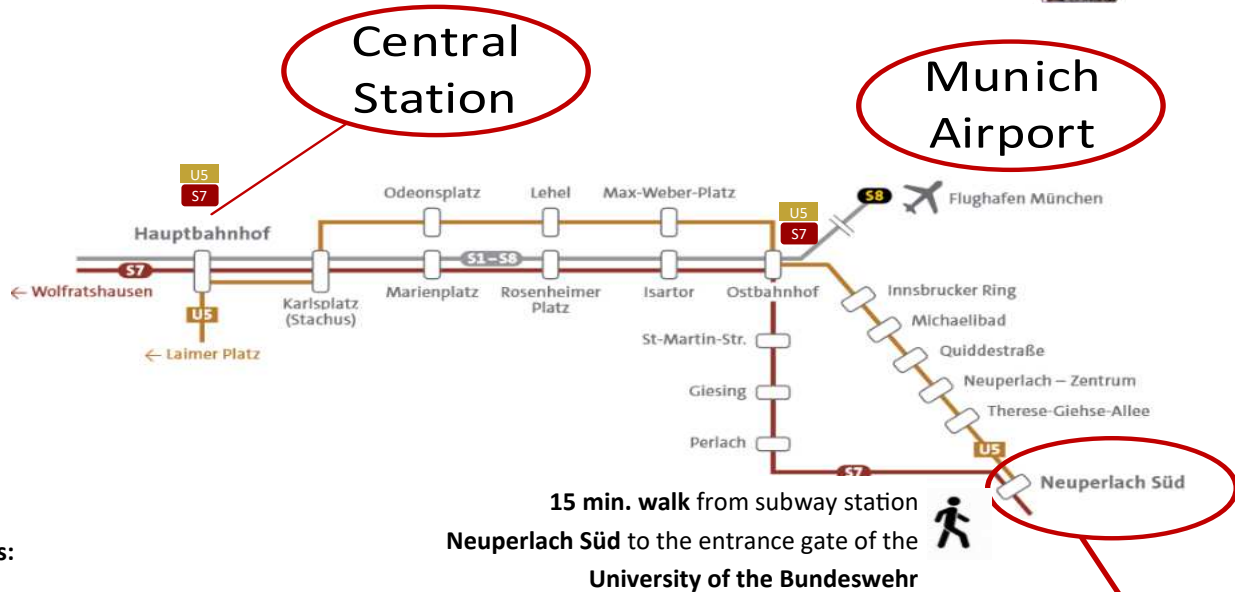 Central
Station
Munich
Airport
U5
S7
Odeonsplatz
Lehel
Max-Weber-Platz
U5
S7
S8
Flughafen München
Hauptbahnhof
S1–S8
S7
← Wolfratshausen
Karlsplatz
(Stachus)
Marienplatz
Rosenheimer
Platz
Isartor
Ostbahnhof
Innsbrucker Ring
U5
← Laimer Platz
Michaelibad
St-Martin-Str.
Quiddestraße
Neuperlach – Zentrum
Giesing
Therese-Giehse-Allee
Perlach
U5
S7
Neuperlach Süd
15 min. walk from subway station
Neuperlach Süd to the entrance gate of the
University of the Bundeswehr
s: